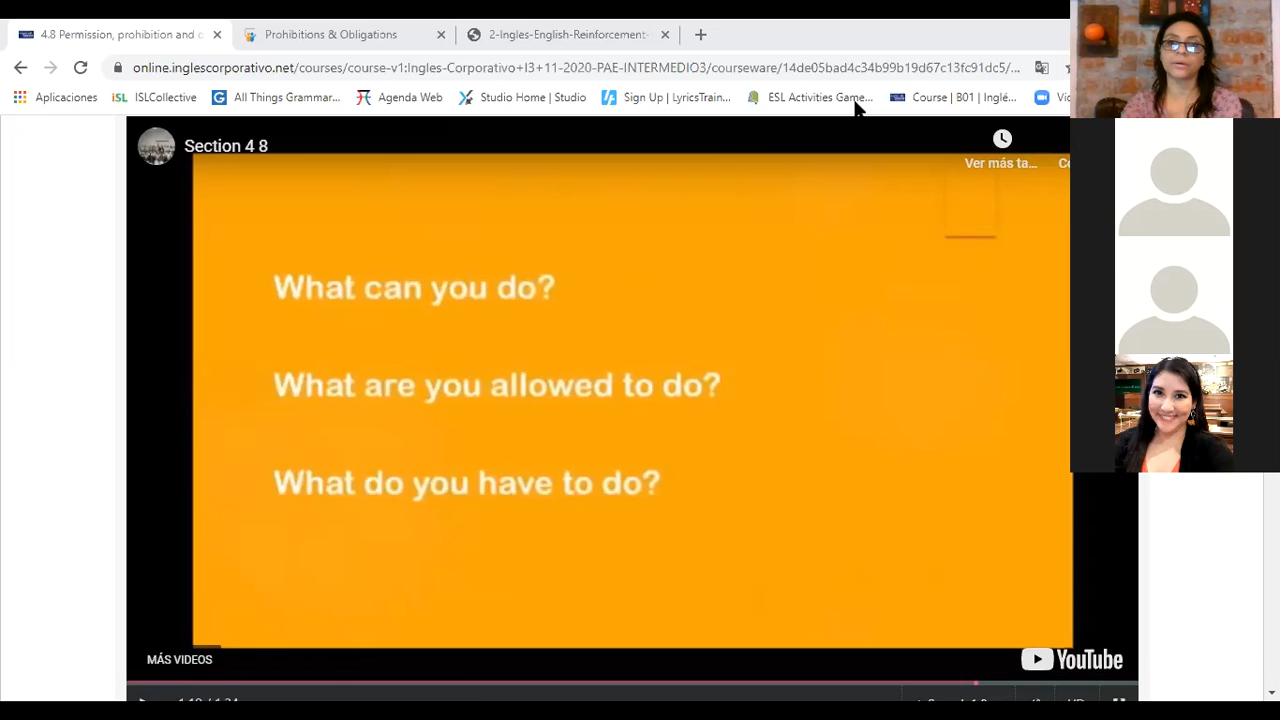 4.8 Permission, prohibition and
Prohibitions & Obligations
2-Ingles-English-Reinforcement-
online.inglescorporativo.net/courses/course-v1:Ingles-Corporativo+I3+11-2020-PAE-INTERMEDIO3/courseware/14de05bad4c34b99b19d67c13fc91dc5/...
Aplicaciones
iSL ISLCollective
G All Things Grammar...
Agenda Web
Studio Home | Studio
Sign Up | LyricsTrain...
ESL Activities Game...
Course | B01 | Inglé...
Section 4 8
Ver más ta...
What can you do?
What are you allowed to do?
What do you have to do?
MÁS VIDEOS
YouTube